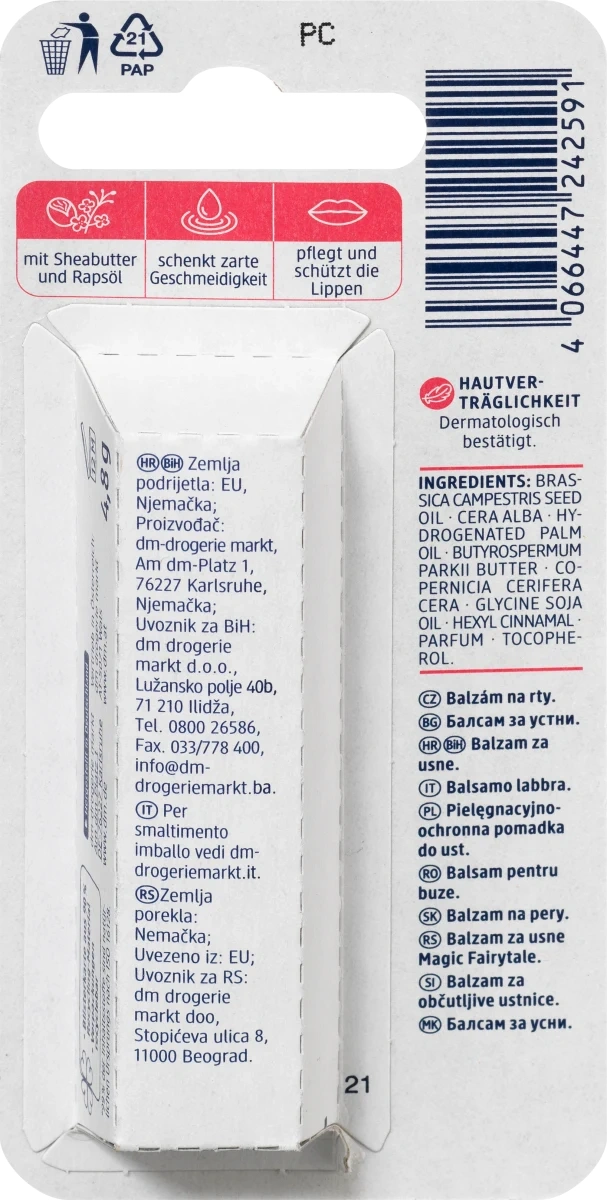 21
PAP
PC
4 066447 242591
mit Sheabutter
und Rapsöl
schenkt zarte
Geschmeidigkeit
pflegt und
schützt die
Lippen
HAUTVER-
TRÄGLICHKEIT
Dermatologisch
bestätigt.
INGREDIENTS: BRAS-
SICA CAMPESTRIS SEED
OIL · CERA ALBA · HY-
DROGENATED PALM
OIL · BUTYROSPERMUM
PARKII BUTTER · CO-
PERNICIA CERIFERA
CERA · GLYCINE SOJA
OIL · HEXYL CINNAMAL ·
PARFUM · TOCOPHE-
ROL.
CZ Balzám na rty.
BG Балсам за устни.
HR BIH Balzam za
usne.
IT Balsamo labbra.
PL Pielęgnacyjno-
ochronna pomadka
do ust.
RO Balsam pentru
buze.
SK Balzam na pery.
RS Balzam za usne
Magic Fairytale.
SI Balzam za
občutljive ustnice.
MK Балсам за усни.
4,8 g
www.dm.at
www.dm.de
HR BiH Zemlja
podrijetla: EU,
Njemačka;
Proizvođač:
dm-drogerie markt,
Am dm-Platz 1,
76227 Karlsruhe,
Njemačka;
Uvoznik za BiH:
dm drogerie
markt d.o.o.,
Lužansko polje 40b,
71 210 Ilidža,
Tel. 0800 26586,
Fax. 033/778 400,
info@dm-
drogeriemarkt.ba.
IT Per
smaltimento
imballo vedi dm-
drogeriemarkt.it.
RS Zemlja
porekla:
Nemačka;
Uvezeno iz: EU;
Uvoznik za RS:
dm drogerie
markt doo,
Stopićeva ulica 8,
11000 Beograd.
21